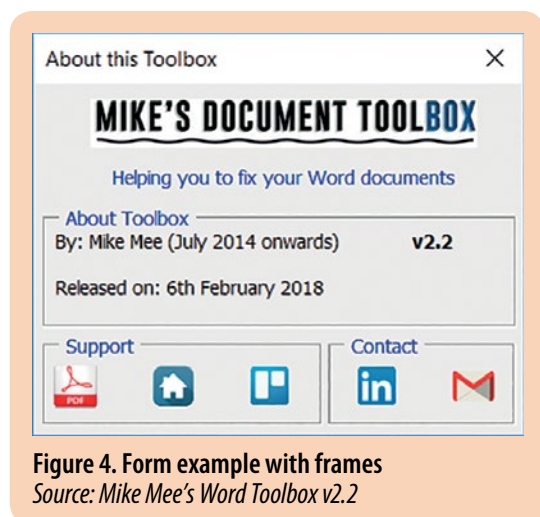 About this Toolbox
MIKE'S DOCUMENT TOOLBOX
Helping you to fix your Word documents
About Toolbox
By: Mike Mee (July 2014 onwards) v2.2
Released on: 6th February 2018
Support Contact
PDF in
Figure 4. Form example with frames
Source: Mike Mee's Word Toolbox v2.2